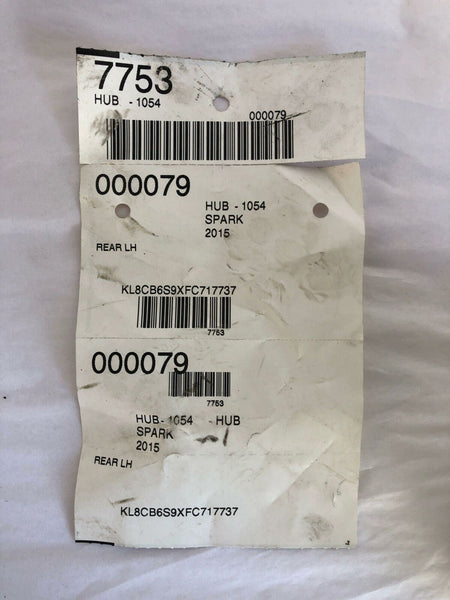 7753
HUB - 1054
000079
000079
HUB - 1054
SPARK
2015
REAR LH
KL8CB6S9XFC717737
7753
000079
7753
HUB - 1054 - HUB
SPARK
2015
REAR LH
KL8CB6S9XFC717737